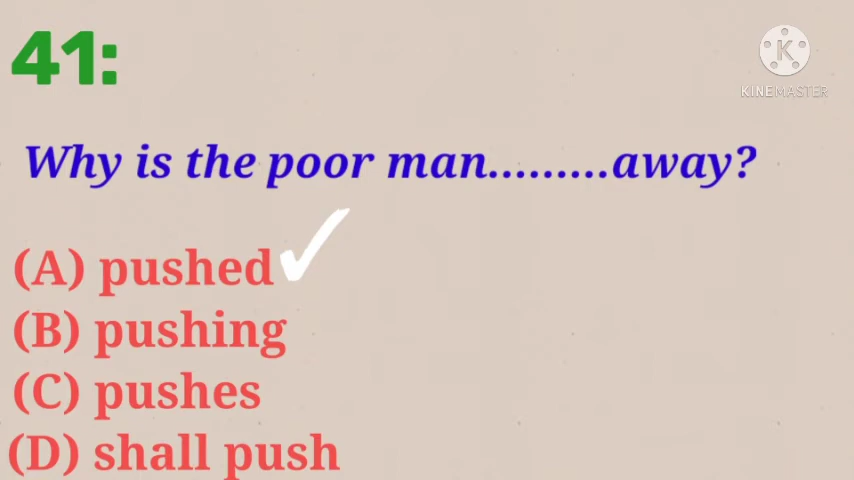 41:
K
KINEMASTER
Why is the poor man.........away?
(A) pushed
(B) pushing
(C) pushes
(D) shall push